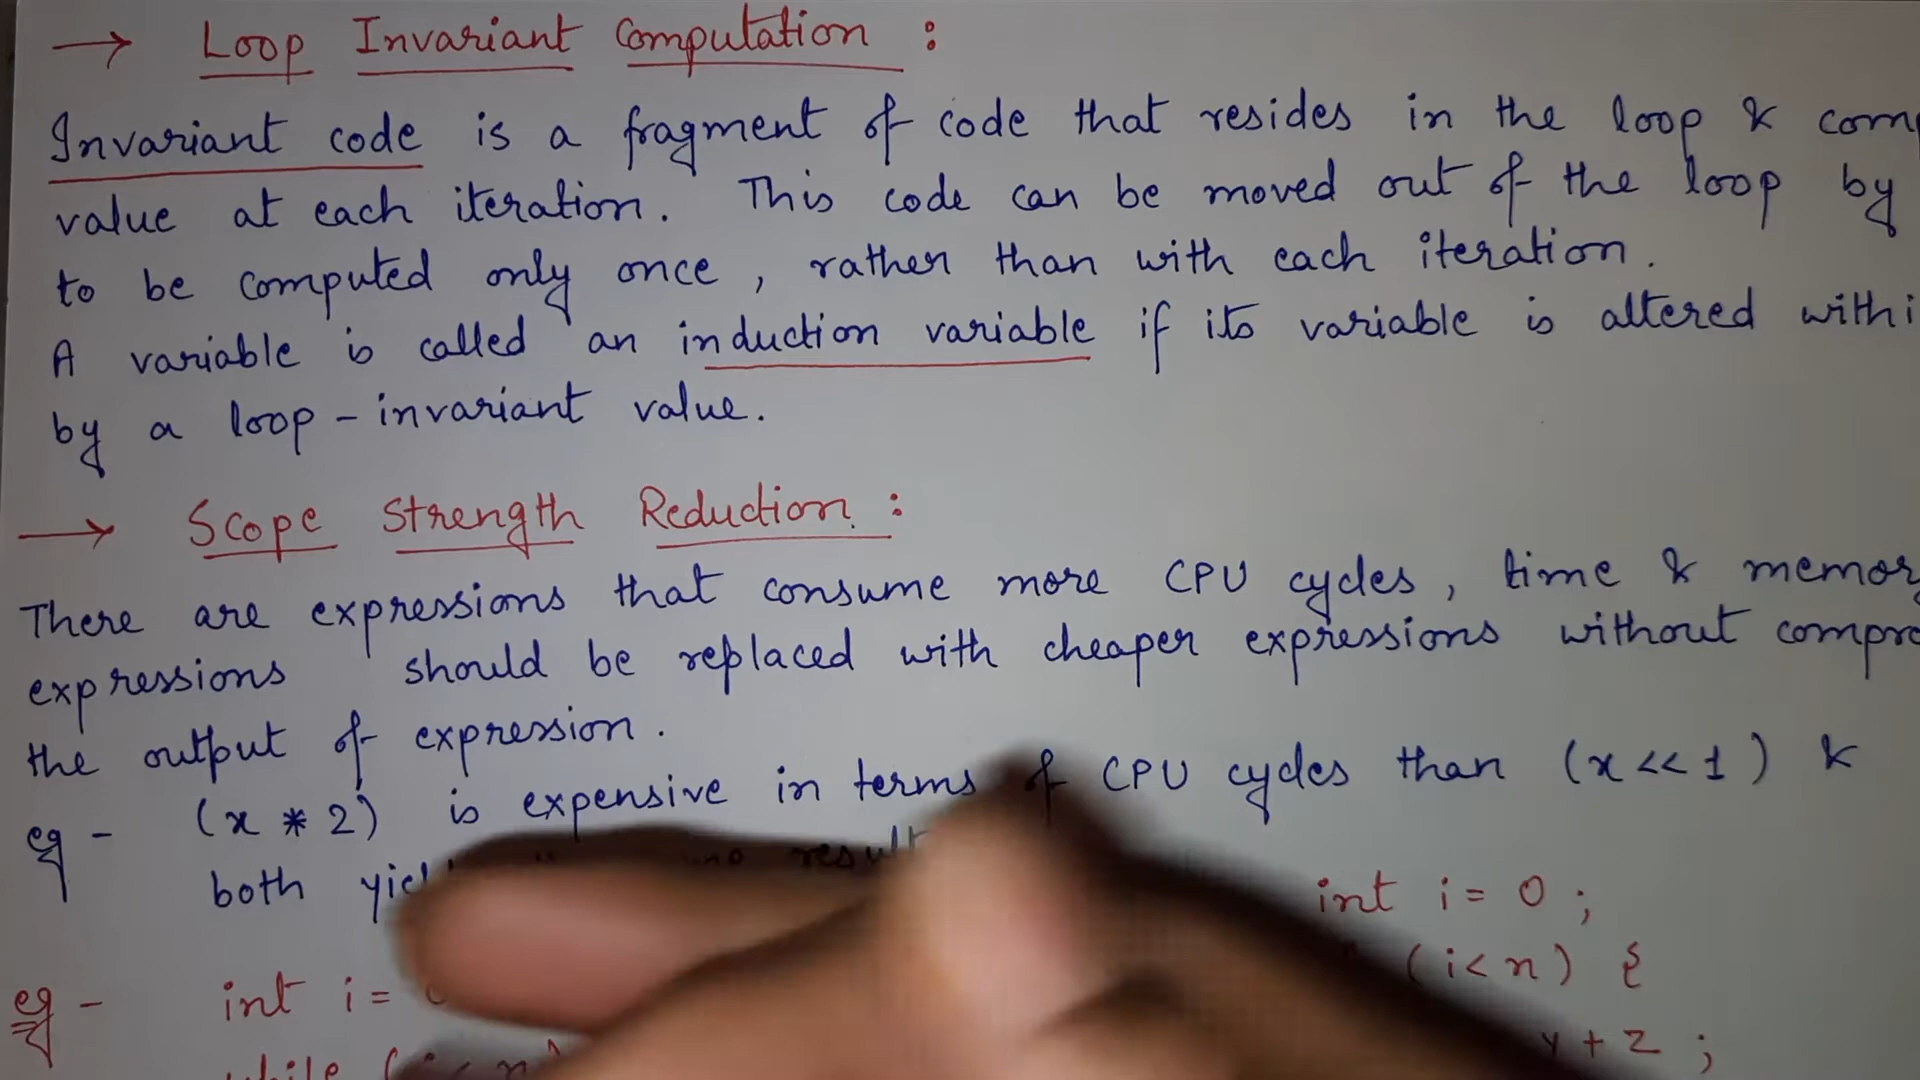 → Loop Invariant Computation :
Invariant code is a fragment of code that resides in the loop &
value at each iteration. This code can be moved out of the loop by
to be computed only once, rather than with each iteration.
A variable is called an induction variable if its variable is altered
by a loop-invariant value.
→ Scope Strength Reduction :
There are expressions that consume more CPU cycles, time &
expressions should be replaced with cheaper expressions without
the output of expression.
eg - (x * 2) is expensive in terms of CPU cycles than (x << 1) &
both result
int i = 0 ;
(i < n) {
eg - int i =
y + z ;
while (